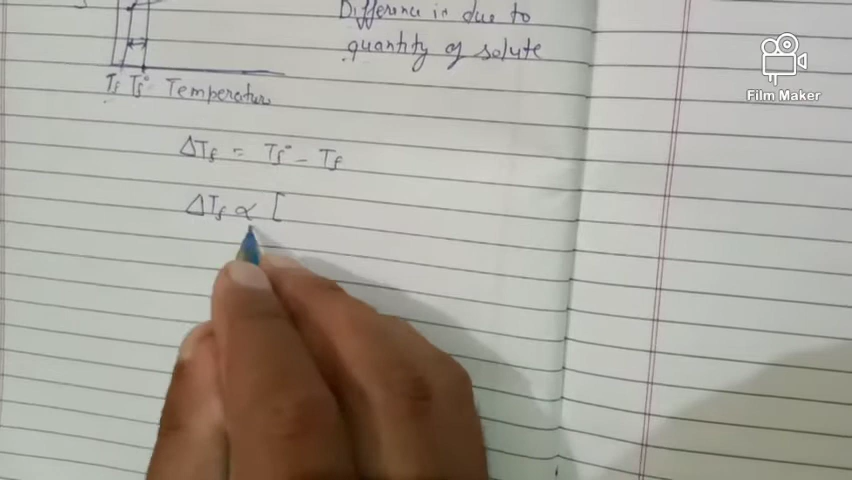 Difference is due to
quantity of solute
Tf Tf° Temperature
ΔTf = Tf° - Tf
ΔTf ∝ [
Film Maker